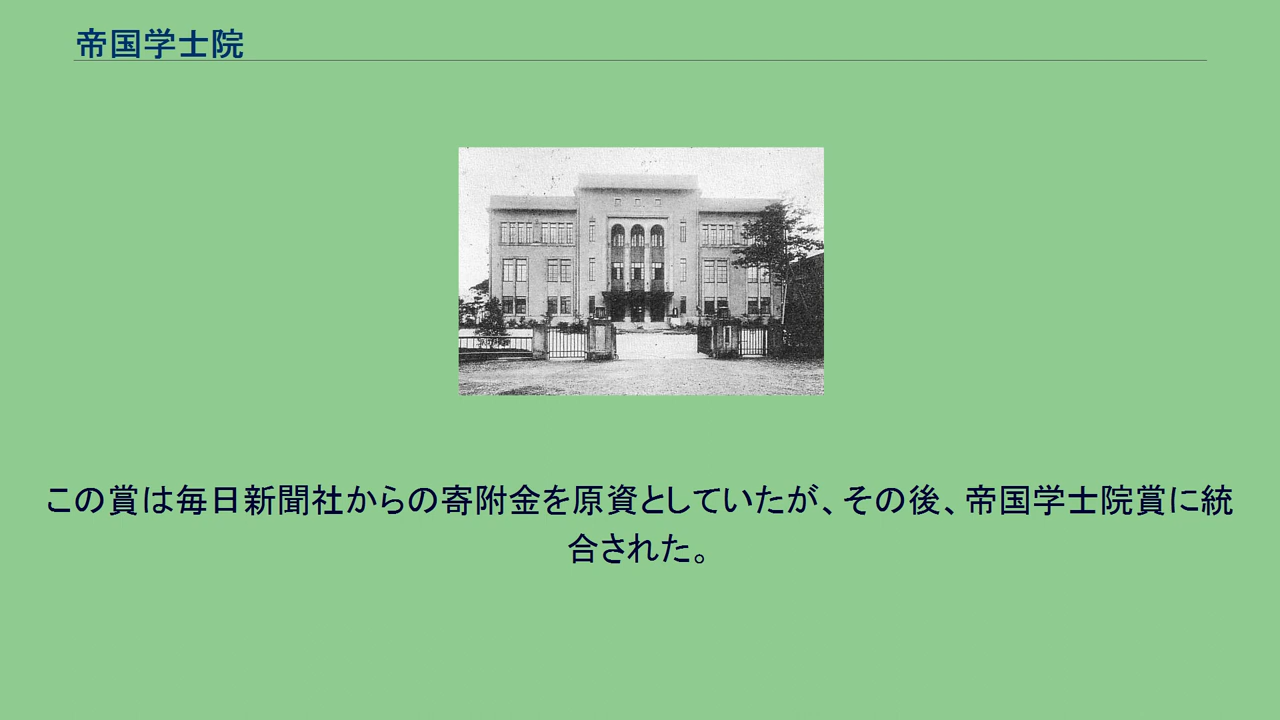 帝国学士院
この賞は毎日新聞社からの寄附金を原資としていたが、その後、帝国学士院賞に統
合された。